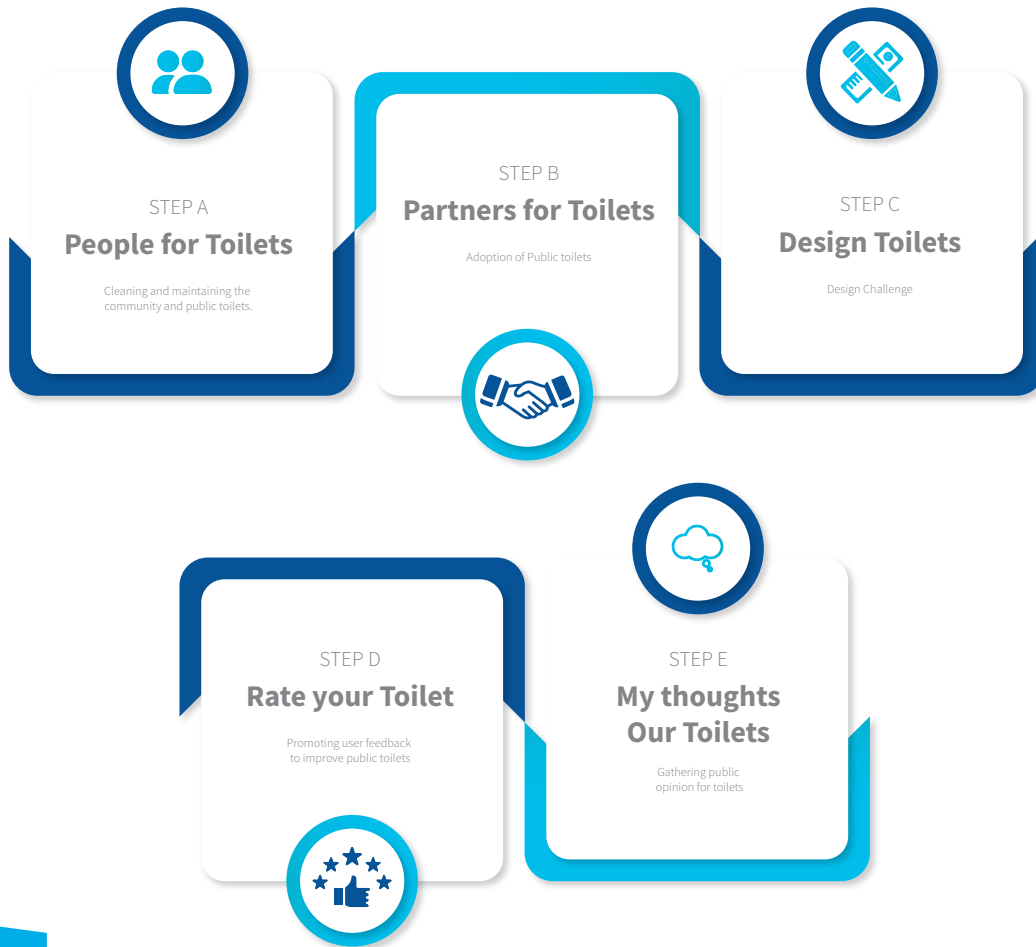 STEP A
People for Toilets
Cleaning and maintaining the
community and public toilets.
STEP B
Partners for Toilets
Adoption of Public toilets
STEP C
Design Toilets
Design Challenge
STEP D
Rate your Toilet
Promoting user feedback
to improve public toilets
STEP E
My thoughts
Our Toilets
Gathering public
opinion for toilets